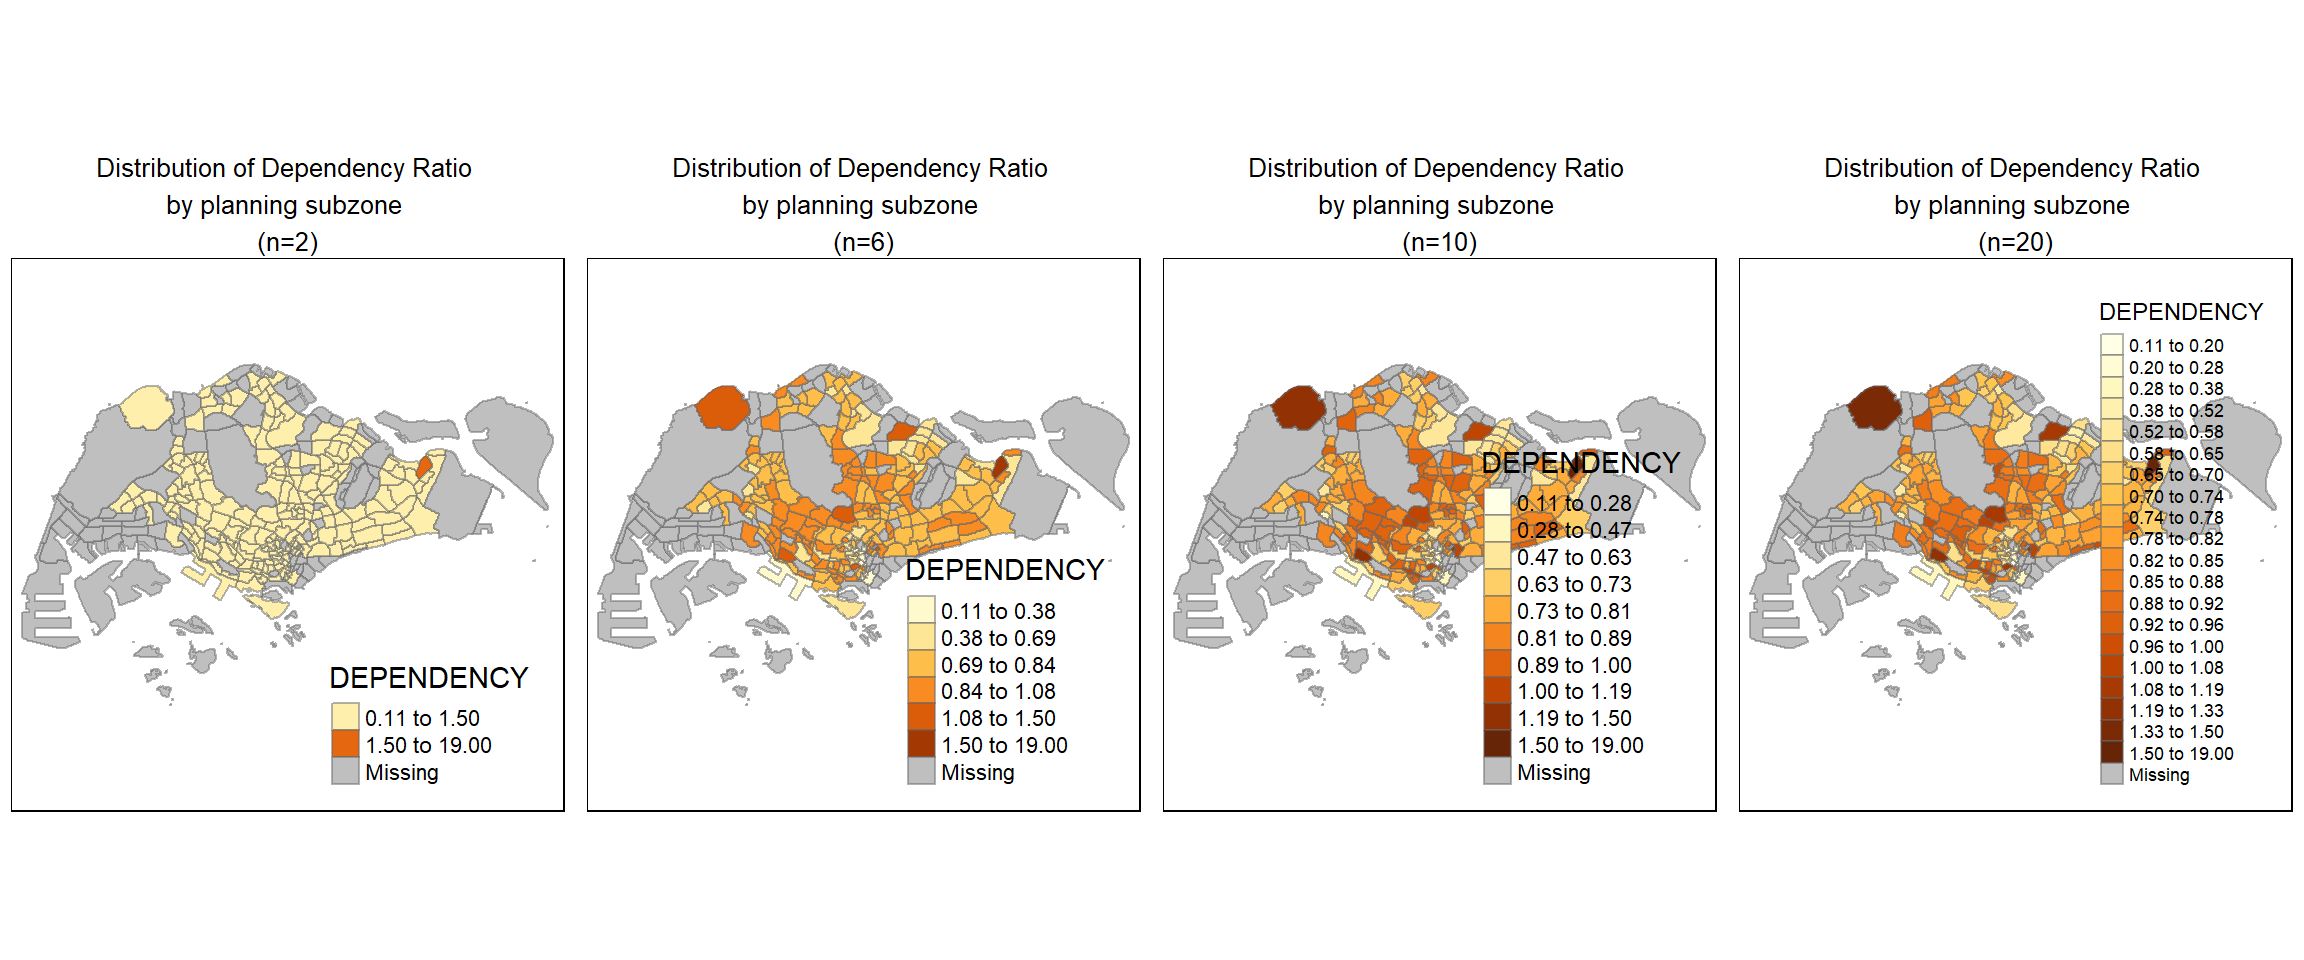 Distribution of Dependency Ratio
by planning subzone
(n=2)
DEPENDENCY
0.11 to 1.50
1.50 to 19.00
Missing
Distribution of Dependency Ratio
by planning subzone
(n=6)
DEPENDENCY
0.11 to 0.38
0.38 to 0.69
0.69 to 0.84
0.84 to 1.08
1.08 to 1.50
1.50 to 19.00
Missing
Distribution of Dependency Ratio
by planning subzone
(n=10)
DEPENDENCY
0.11 to 0.28
0.28 to 0.47
0.47 to 0.63
0.63 to 0.73
0.73 to 0.81
0.81 to 0.89
0.89 to 1.00
1.00 to 1.19
1.19 to 1.50
1.50 to 19.00
Missing
Distribution of Dependency Ratio
by planning subzone
(n=20)
DEPENDENCY
0.11 to 0.20
0.20 to 0.28
0.28 to 0.38
0.38 to 0.52
0.52 to 0.58
0.58 to 0.65
0.65 to 0.70
0.70 to 0.74
0.74 to 0.78
0.78 to 0.82
0.82 to 0.85
0.85 to 0.88
0.88 to 0.92
0.92 to 0.96
0.96 to 1.00
1.00 to 1.08
1.08 to 1.19
1.19 to 1.33
1.33 to 1.50
1.50 to 19.00
Missing